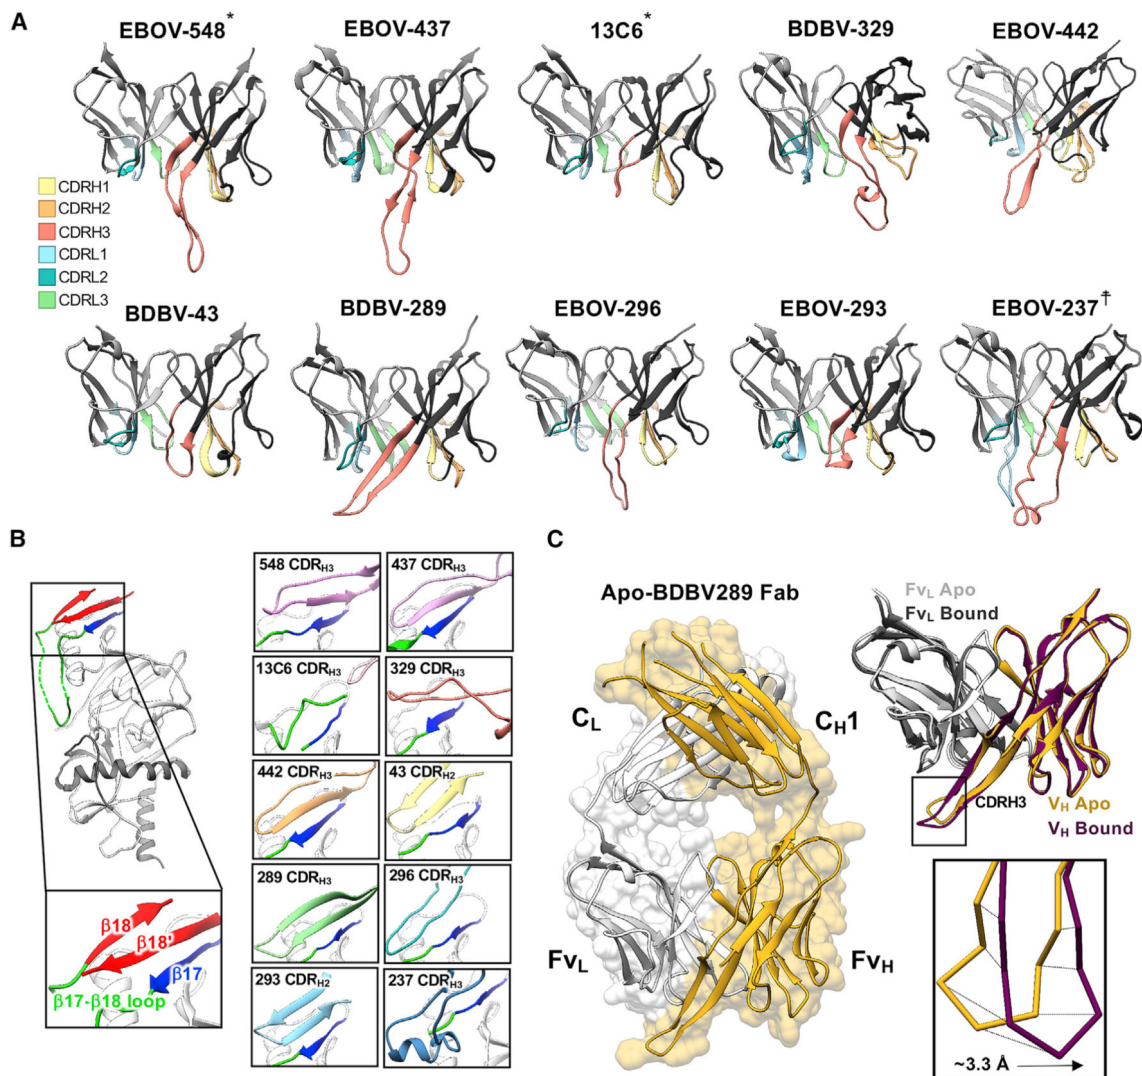 A
EBOV-548*
EBOV-437
13C6*
BDBV-329
EBOV-442
CDRH1
CDRH2
CDRH3
CDRL1
CDRL2
CDRL3
BDBV-43
BDBV-289
EBOV-296
EBOV-293
EBOV-237‡
B
548 CDRH3
437 CDRH3
13C6 CDRH3
329 CDRH3
442 CDRH3
43 CDRH2
289 CDRH3
296 CDRH3
293 CDRH2
237 CDRH3
β18
β18'
β17
β17-β18 loop
C
Apo-BDBV289 Fab
CL
CH1
FvL
FvH
FvL Apo
FvL Bound
CDRH3
VH Apo
VH Bound
~3.3 Å